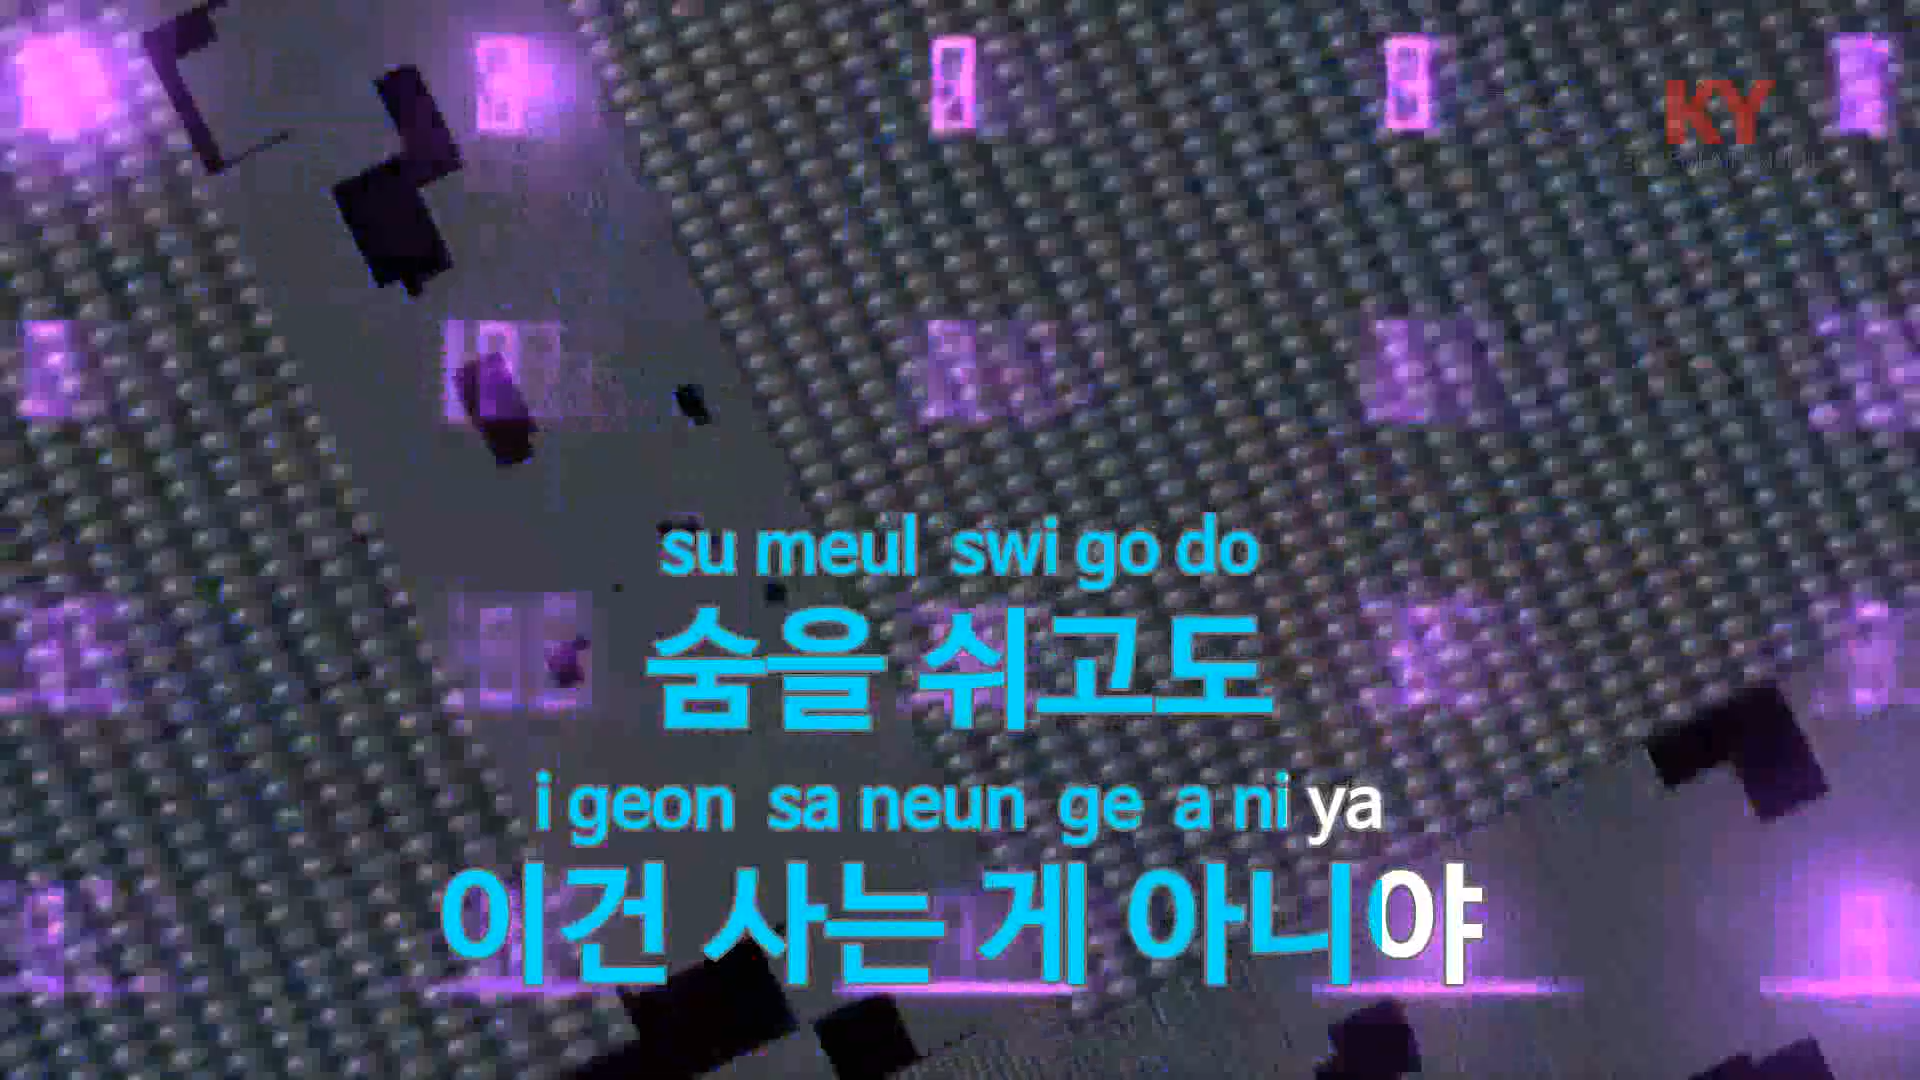 KY
su meul swi go do
숨을 쉬고도
i geon sa neun ge a ni ya
이건 사는 게 아니야